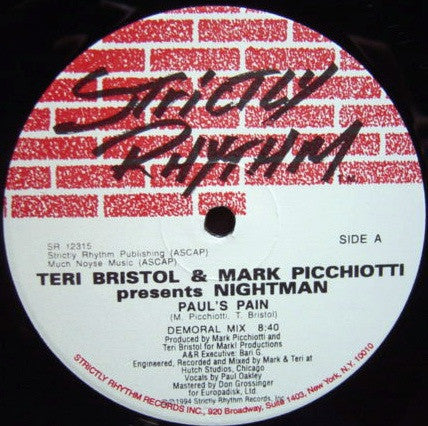 STRICTLY
RHYTHM
T.M.
SR 12315
Strictly Rhythm Publishing (ASCAP)
Much Noyse Music (ASCAP)
SIDE A
TERI BRISTOL & MARK PICCHIOTTI
presents NIGHTMAN
PAUL'S PAIN
(M. Picchiotti, T. Bristol)
DEMORAL MIX 8:40
Produced by Mark Picchiotti and
Teri Bristol for Mark! Productions
A&R Executive: Bari G.
Engineered, Recorded and Mixed by Mark & Teri at
Hutch Studios, Chicago
Vocals by Paul Oakley
Mastered by Don Grossinger
for Europadisk, Ltd.
℗©1994 Strictly Rhythm Records, Inc.
STRICTLY RHYTHM RECORDS INC., 920 Broadway, Suite 1403, New York, N.Y. 10010